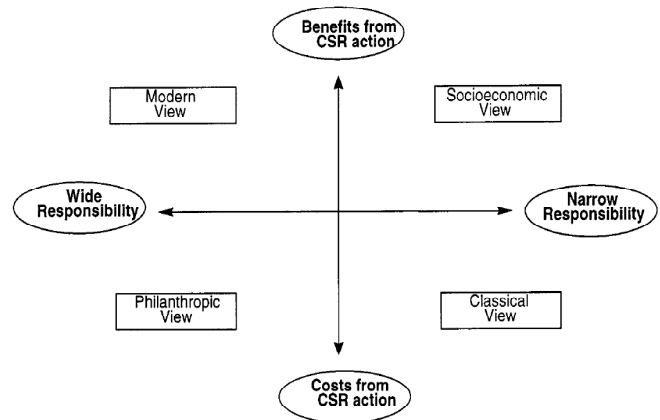 Benefits from
CSR action
Modern
View
Socioeconomic
View
Wide
Responsibility
Narrow
Responsibility
Philanthropic
View
Classical
View
Costs from
CSR action